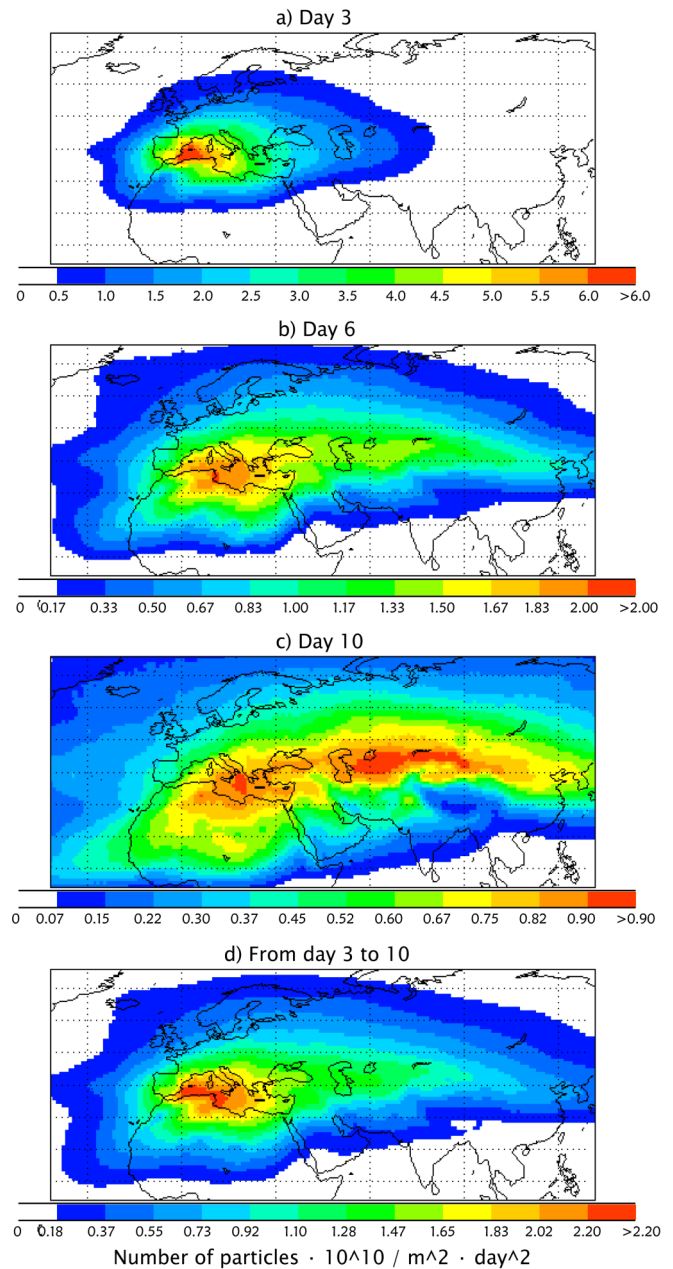 a) Day 3
0 0.5 1.0 1.5 2.0 2.5 3.0 3.5 4.0 4.5 5.0 5.5 6.0 >6.0
b) Day 6
0 0.17 0.33 0.50 0.67 0.83 1.00 1.17 1.33 1.50 1.67 1.83 2.00 >2.00
c) Day 10
0 0.07 0.15 0.22 0.30 0.37 0.45 0.52 0.60 0.67 0.75 0.82 0.90 >0.90
d) From day 3 to 10
0 0.18 0.37 0.55 0.73 0.92 1.10 1.28 1.47 1.65 1.83 2.02 2.20 >2.20
Number of particles · 10^10 / m^2 · day^2